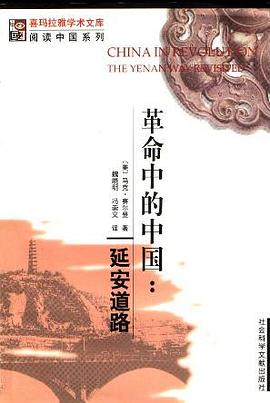 喜玛拉雅学术文库
阅读中国系列
CHINA IN REVOLUTION
THE YENAN WAY REVISITED
革命中的中国：
延安道路
〔美〕马克·赛尔登 著
魏晓明 冯崇义 译
社会科学文献出版社